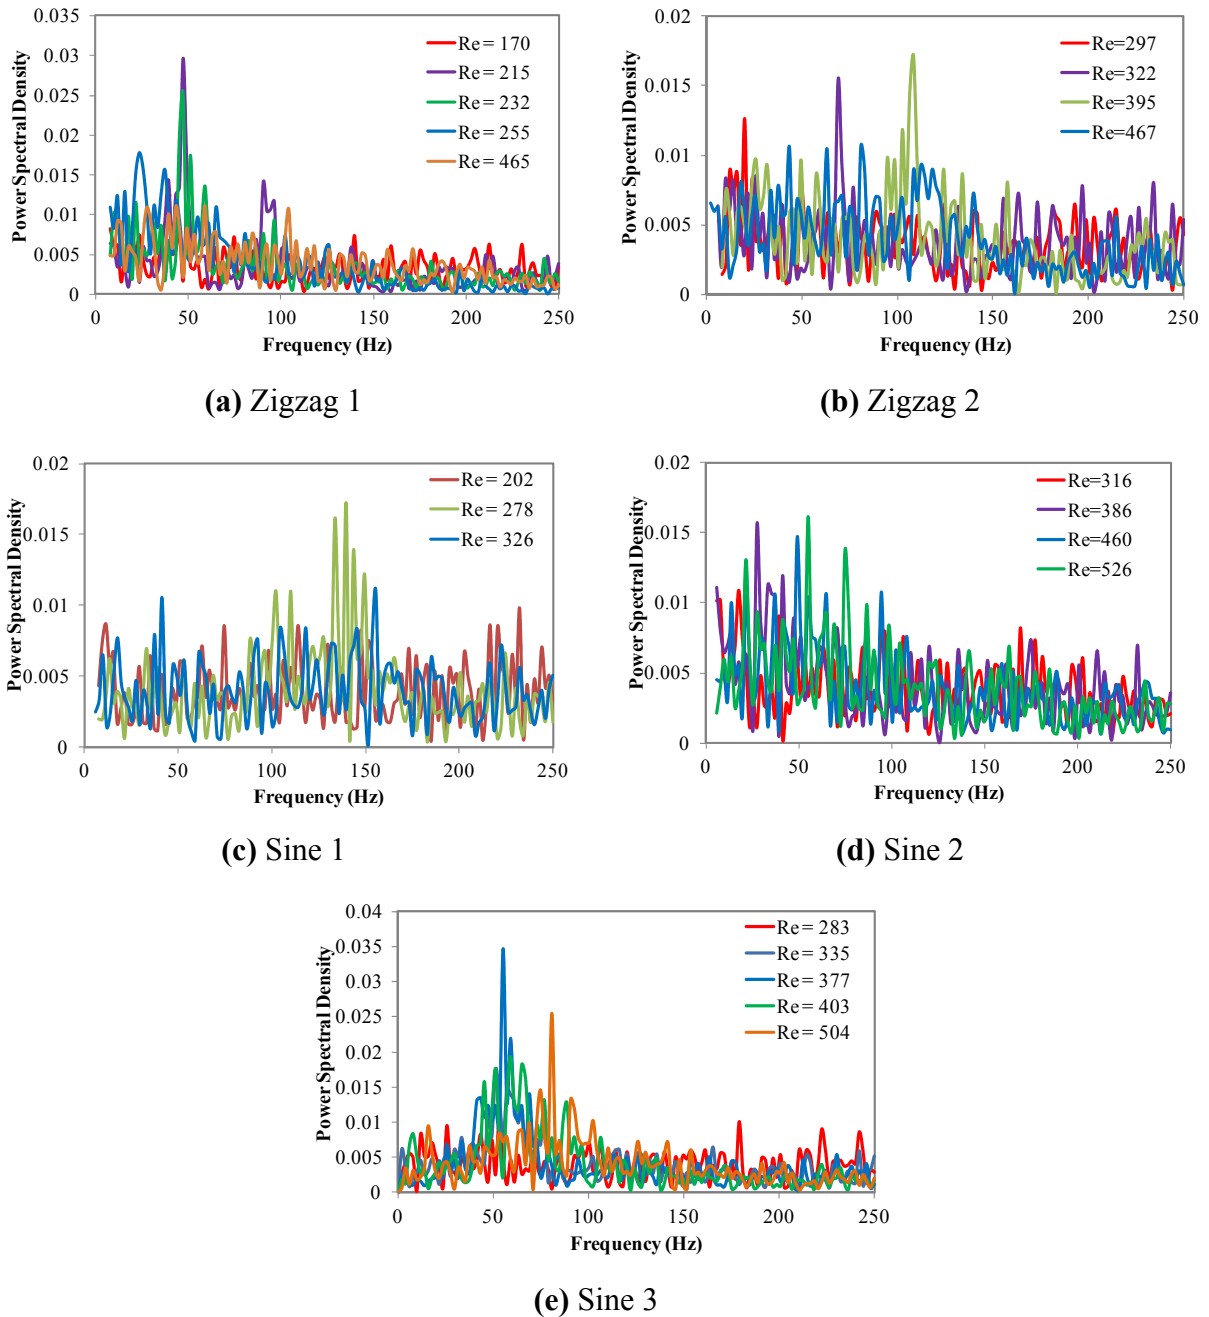 0.035
0.03
0.025
0.02
0.015
0.01
0.005
0
Power Spectral Density
Re = 170
Re = 215
Re = 232
Re = 255
Re = 465
0 50 100 150 200 250
Frequency (Hz)
(a) Zigzag 1
0.02
0.015
0.01
0.005
0
Power Spectral Density
Re=297
Re=322
Re=395
Re=467
0 50 100 150 200 250
Frequency (Hz)
(b) Zigzag 2
0.02
0.015
0.01
0.005
0
Power Spectral Density
Re = 202
Re = 278
Re = 326
0 50 100 150 200 250
Frequency (Hz)
(c) Sine 1
0.02
0.015
0.01
0.005
0
Power Spectral Density
Re=316
Re=386
Re=460
Re=526
0 50 100 150 200 250
Frequency (Hz)
(d) Sine 2
0.04
0.035
0.03
0.025
0.02
0.015
0.01
0.005
0
Power Spectral Density
Re = 283
Re = 335
Re = 377
Re = 403
Re = 504
0 50 100 150 200 250
Frequency (Hz)
(e) Sine 3